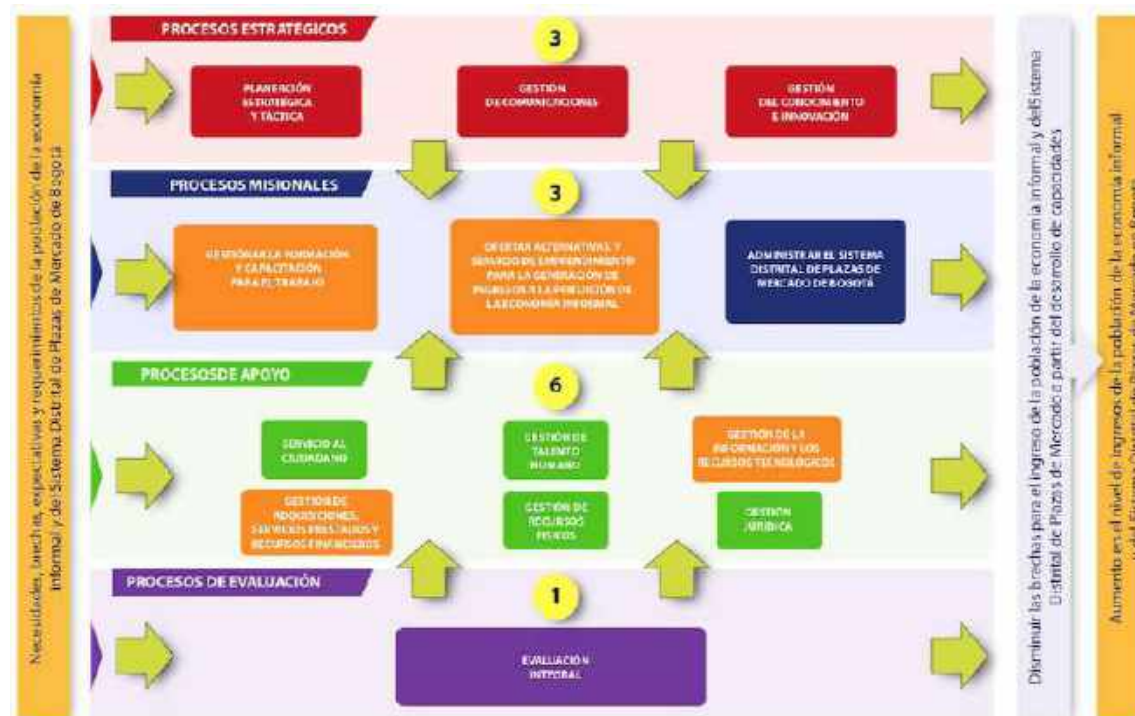 Necesidades, brechas, expectativas y requerimientos de la población de la economía
informal y del Sistema Distrital de Plazas de Mercado de Bogotá
PROCESOS ESTRATÉGICOS
3
PLANEACIÓN
ESTRATÉGICA
Y TÁCTICA
GESTIÓN
DE COMUNICACIONES
GESTIÓN
DEL CONOCIMIENTO
E INNOVACIÓN
PROCESOS MISIONALES
3
GESTIONAR LA FORMACIÓN
Y CAPACITACIÓN
PARA EL TRABAJO
OFERTAR ALTERNATIVAS Y
SERVICIO DE EMPRENDIMIENTO
PARA LA GENERACIÓN DE
INGRESOS A LA POBLACIÓN DE
LA ECONOMÍA INFORMAL
ADMINISTRAR EL SISTEMA
DISTRITAL DE PLAZAS DE
MERCADO DE BOGOTÁ
PROCESOS DE APOYO
6
SERVICIO AL
CIUDADANO
GESTIÓN DE
TALENTO
HUMANO
GESTIÓN DE LA
INFORMACIÓN Y LOS
RECURSOS TECNOLÓGICOS
GESTIÓN DE
ADQUISICIONES,
SERVICIOS PRESTADOS Y
RECURSOS FINANCIEROS
GESTIÓN DE
RECURSOS
FÍSICOS
GESTIÓN
JURÍDICA
PROCESOS DE EVALUACIÓN
1
EVALUACIÓN
INTEGRAL
Disminuir las brechas para el ingreso de la población de la economía informal y del Sistema
Distrital de Plazas de Mercado a partir del desarrollo de capacidades
Aumento en el nivel de ingresos de la población de la economía informal